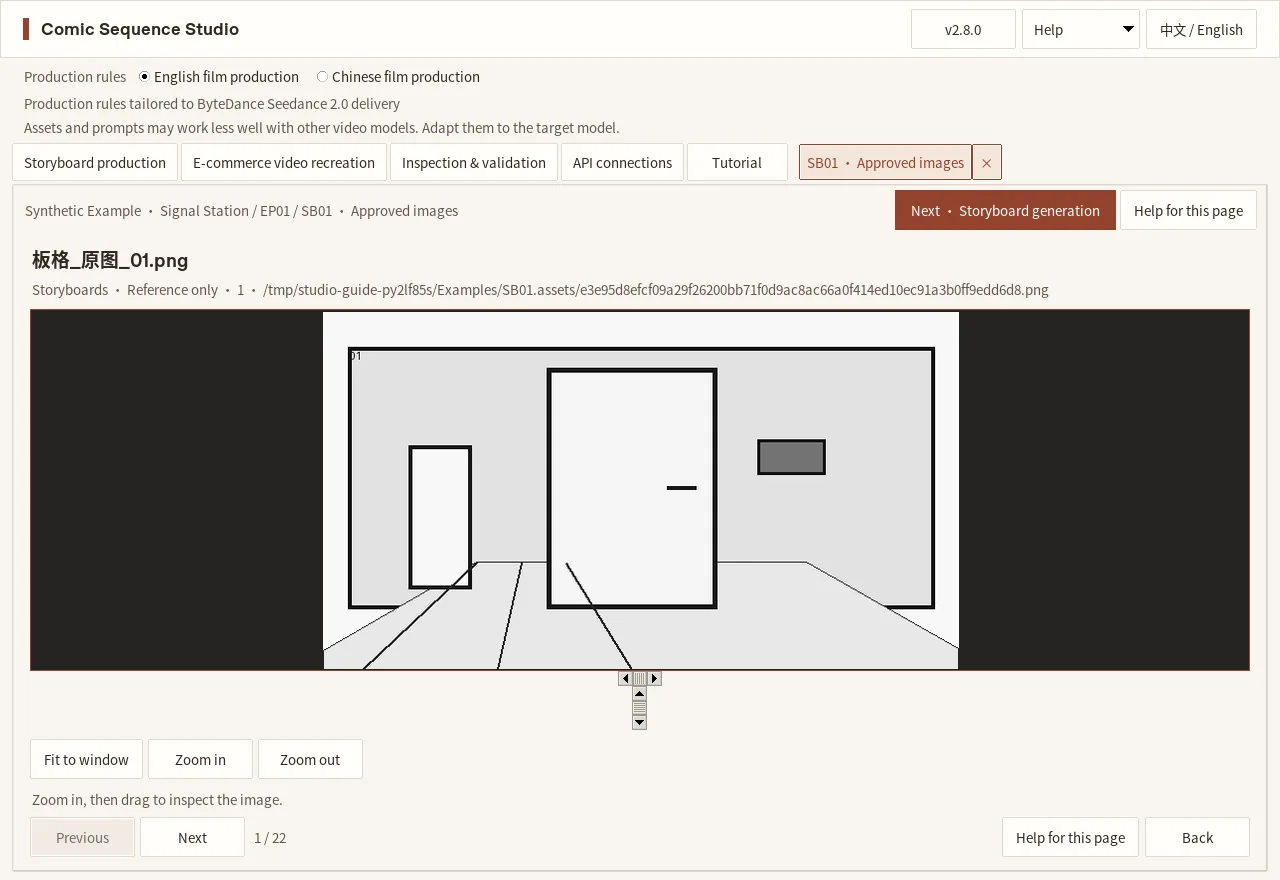 Comic Sequence Studio
v2.8.0
Help
中文 / English
Production rules
English film production
Chinese film production
Production rules tailored to ByteDance Seedance 2.0 delivery
Assets and prompts may work less well with other video models. Adapt them to the target model.
Storyboard production
E-commerce video recreation
Inspection & validation
API connections
Tutorial
SB01 · Approved images
×
Synthetic Example · Signal Station / EP01 / SB01 · Approved images
Next · Storyboard generation
Help for this page
板格_原图_01.png
Storyboards · Reference only · 1 · /tmp/studio-guide-py2lf85s/Examples/SB01.assets/e3e95d8efcf09a29f26200bb71f0d9ac8ac66a0f414ed10ec91a3b0ff9edd6d8.png
01
Fit to window
Zoom in
Zoom out
Zoom in, then drag to inspect the image.
Previous
Next
1 / 22
Help for this page
Back